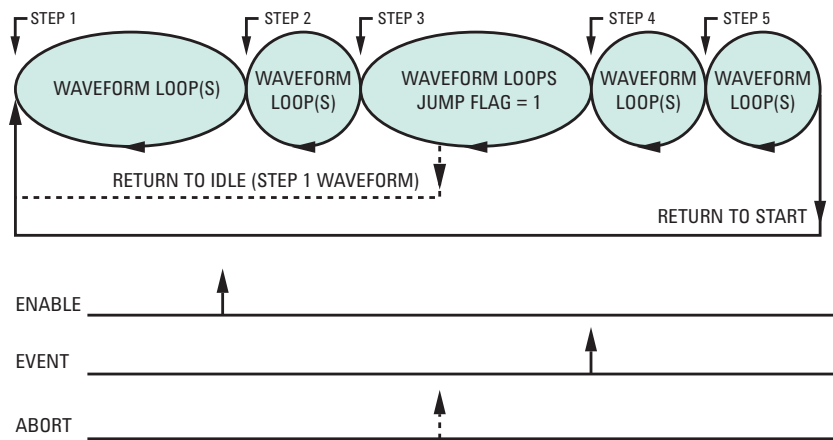 STEP 1
STEP 2
STEP 3
STEP 4
STEP 5
WAVEFORM LOOP(S)
WAVEFORM
LOOP(S)
WAVEFORM LOOPS
JUMP FLAG = 1
WAVEFORM
LOOP(S)
WAVEFORM
LOOP(S)
RETURN TO IDLE (STEP 1 WAVEFORM)
RETURN TO START
ENABLE
EVENT
ABORT